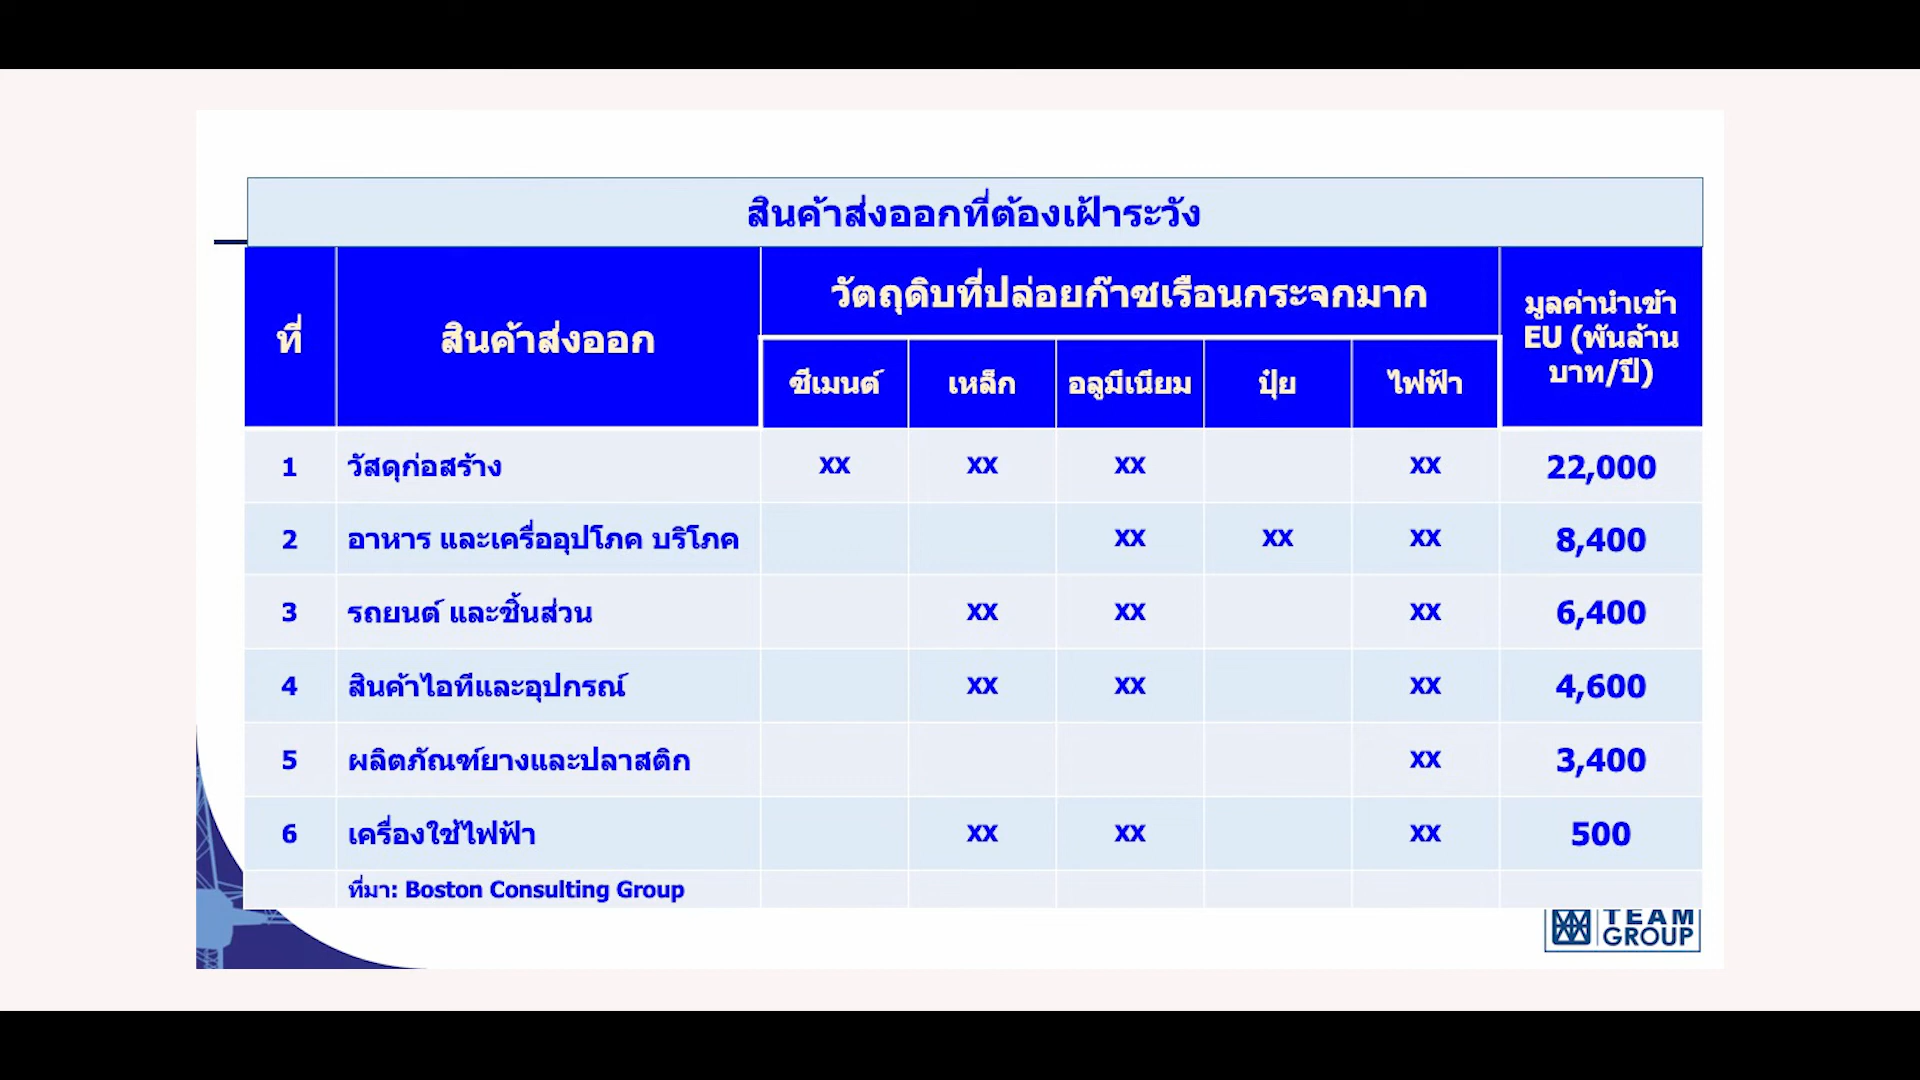 สินค้าส่งออกที่ต้องเฝ้าระวัง
ที่ สินค้าส่งออก วัตถุดิบที่ปล่อยก๊าซเรือนกระจกมาก มูลค่านำเข้า
EU (พันล้าน
บาท/ปี)
ซีเมนต์ เหล็ก อลูมีเนียม ปุ๋ย ไฟฟ้า
1 วัสดุก่อสร้าง xx xx xx xx 22,000
2 อาหาร และเครื่ออุปโภค บริโภค xx xx xx 8,400
3 รถยนต์ และชิ้นส่วน xx xx xx 6,400
4 สินค้าไอทีและอุปกรณ์ xx xx xx 4,600
5 ผลิตภัณฑ์ยางและปลาสติก xx 3,400
6 เครื่องใช้ไฟฟ้า xx xx xx 500
ที่มา: Boston Consulting Group
TEAM
GROUP